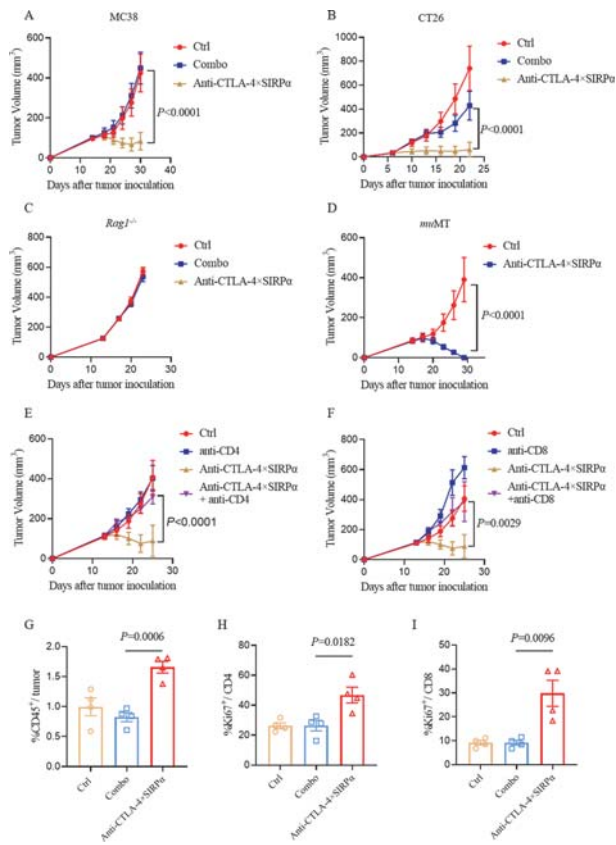 A
MC38
Tumor Volume (mm³)
600
400
200
0
0 10 20 30 40
Days after tumor inoculation
Ctrl
Combo
Anti-CTLA-4×SIRPα
P<0.0001
B
CT26
Tumor Volume (mm³)
1000
800
600
400
200
0
0 5 10 15 20 25
Days after tumor inoculation
Ctrl
Combo
Anti-CTLA-4×SIRPα
P<0.0001
C
Rag1⁻/⁻
Tumor Volume (mm³)
800
600
400
200
0
0 10 20 30
Days after tumor inoculation
Ctrl
Combo
Anti-CTLA-4×SIRPα
D
muMT
Tumor Volume (mm³)
600
400
200
0
0 10 20 30
Days after tumor inoculation
Ctrl
Anti-CTLA-4×SIRPα
P<0.0001
E
Tumor Volume (mm³)
600
400
200
0
0 10 20 30
Days after tumor inoculation
Ctrl
anti-CD4
Anti-CTLA-4×SIRPα
Anti-CTLA-4×SIRPα
+ anti-CD4
P<0.0001
F
Tumor Volume (mm³)
800
600
400
200
0
0 10 20 30
Days after tumor inoculation
Ctrl
anti-CD8
Anti-CTLA-4×SIRPα
Anti-CTLA-4×SIRPα
+anti-CD8
P=0.0029
G
P=0.0006
%CD45⁺/ tumor
2.0
1.5
1.0
0.5
0.0
Ctrl
Combo
Anti-CTLA-4×SIRPα
H
P=0.0182
%Ki67⁺/ CD4
80
60
40
20
0
Ctrl
Combo
Anti-CTLA-4×SIRPα
I
P=0.0096
%Ki67⁺/ CD8
50
40
30
20
10
0
Ctrl
Combo
Anti-CTLA-4×SIRPα